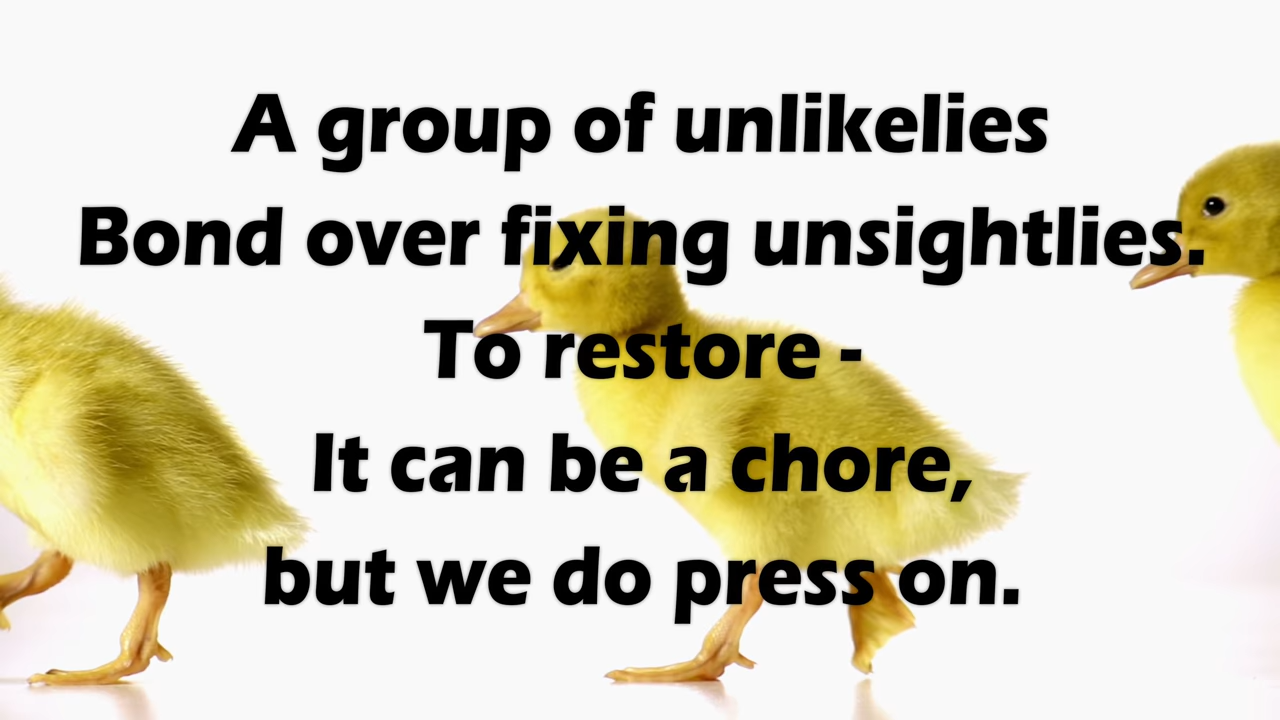 A group of unlikelies
Bond over fixing unsightlies.
To restore -
It can be a chore,
but we do press on.